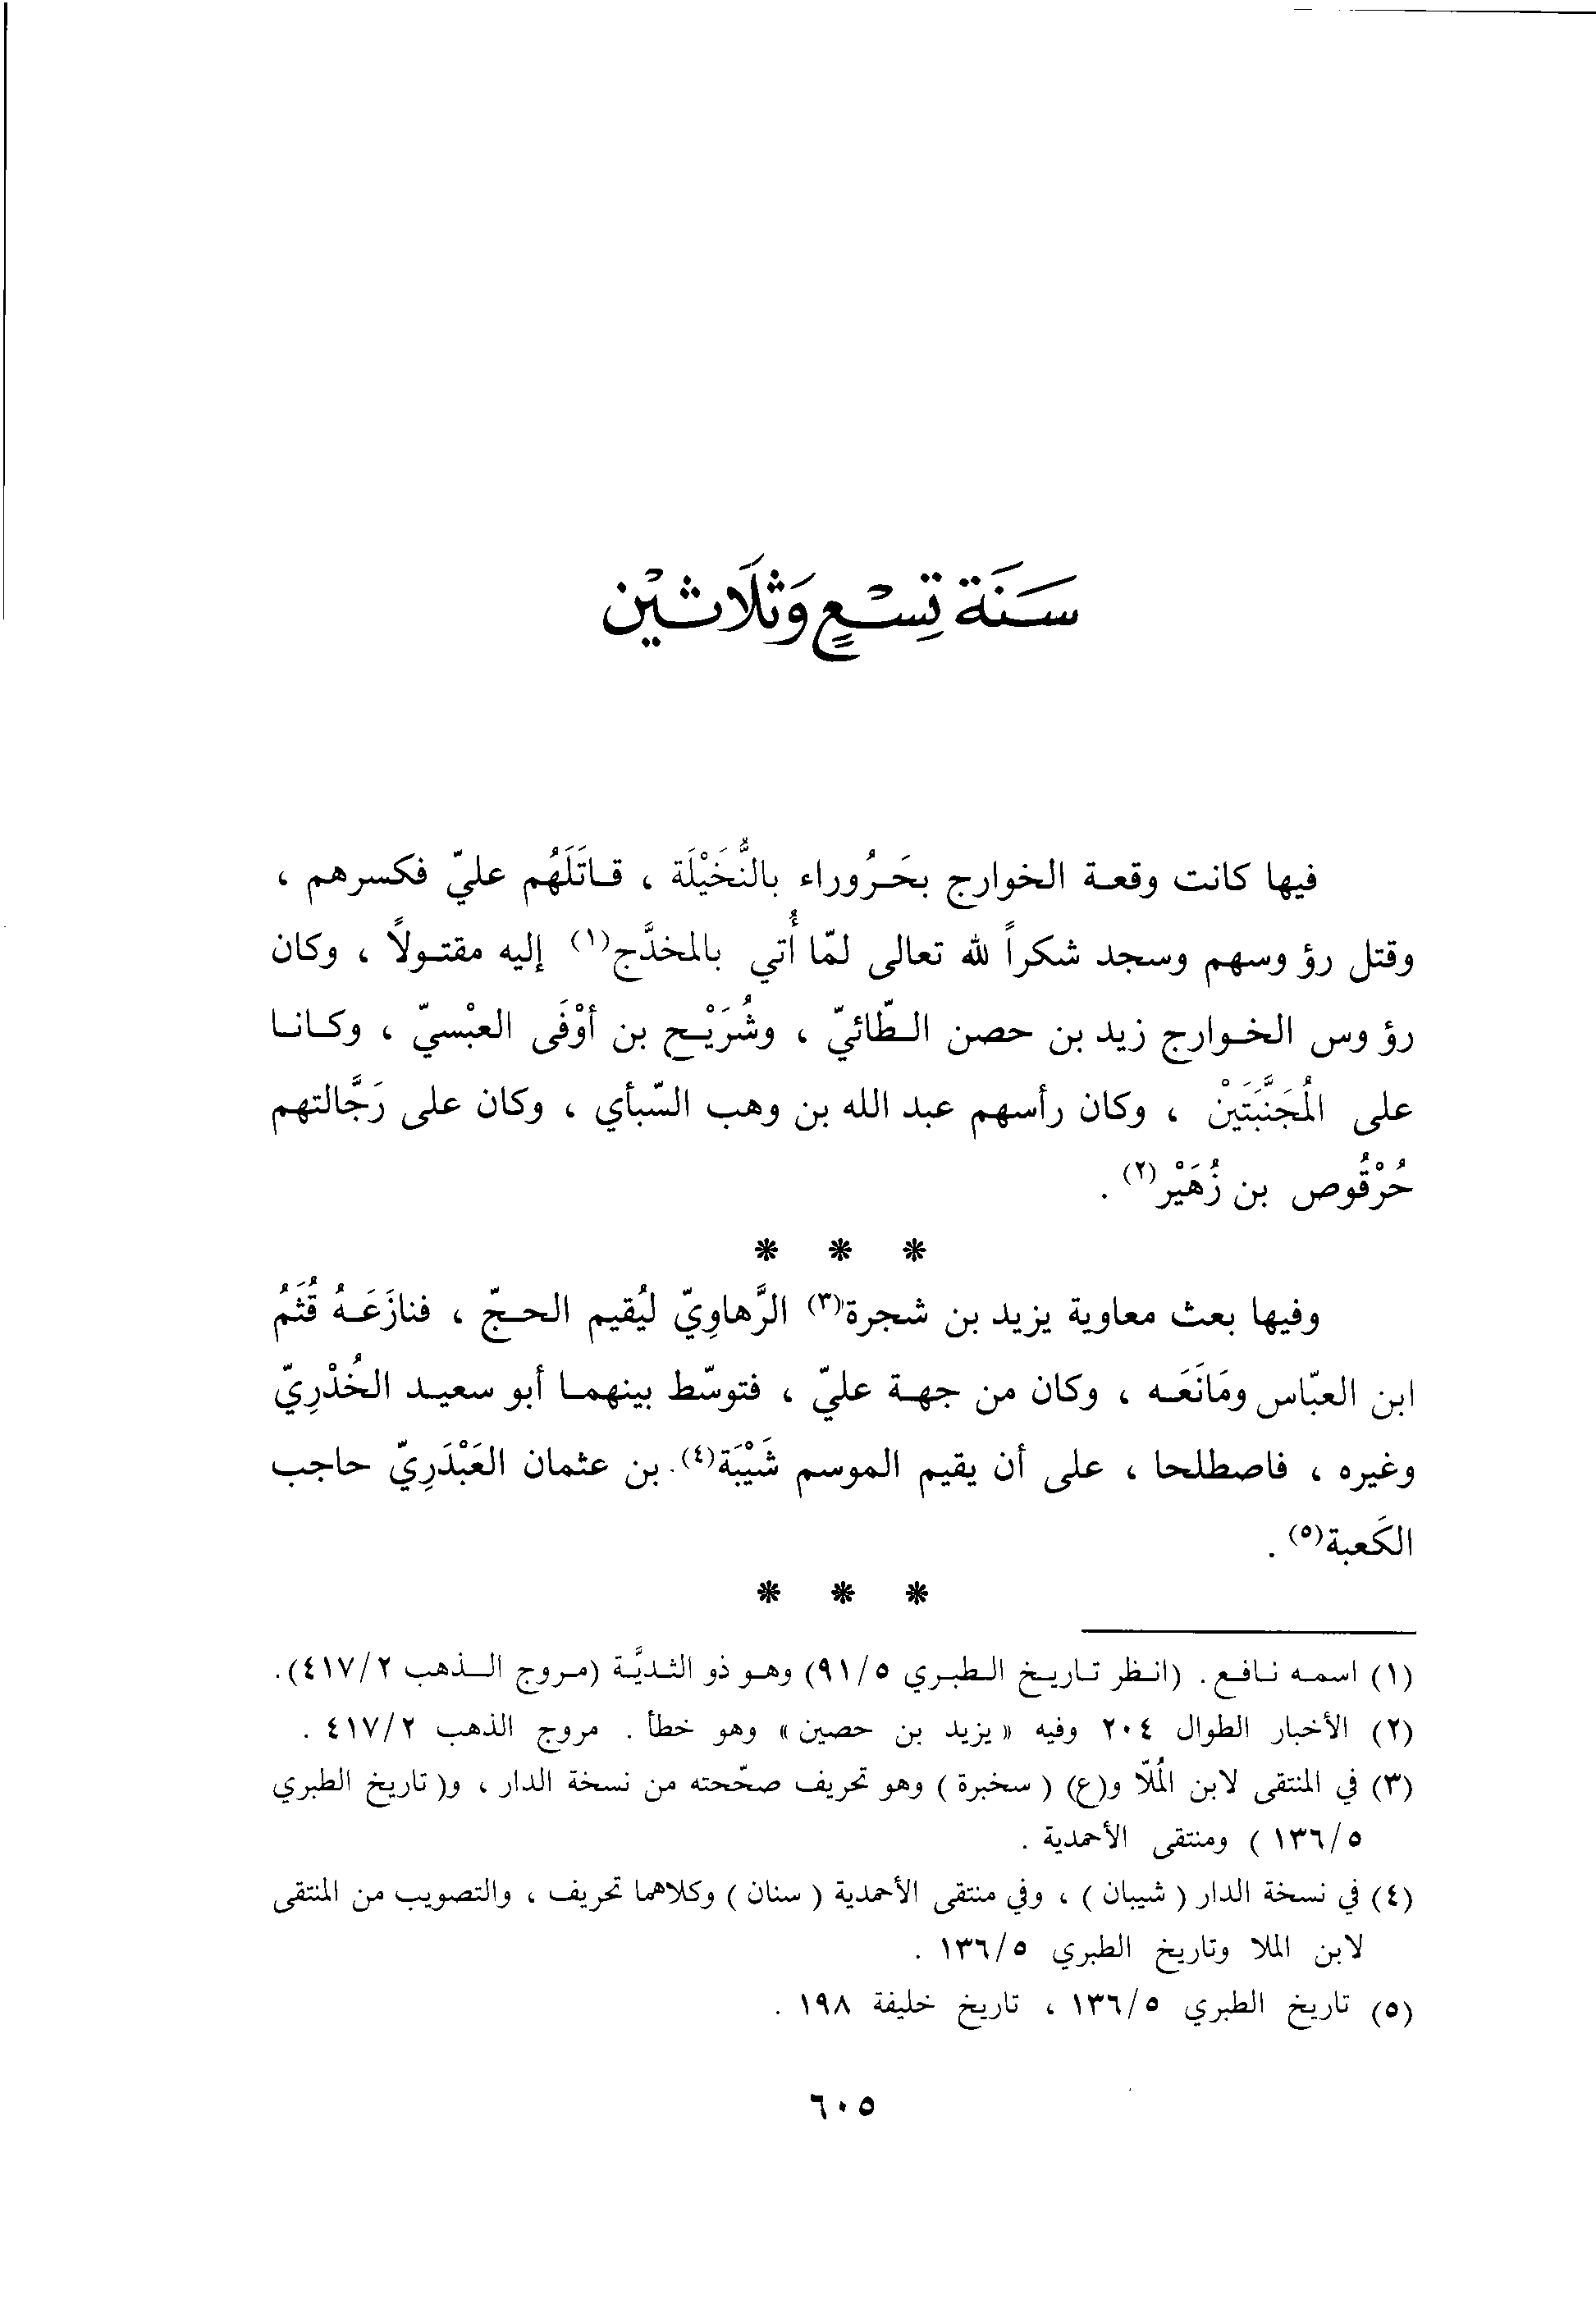 سَنَة تِسْعٍ وَثَلَاثيْن
فيها كانت وقعة الخوارج بحَرُوراء بالنُّخَيْلَة ، قاتَلَهُم عليّ فكسرهم ،
وقتل رؤوسهم وسجد شكراً لله تعالى لمّا أُتي بالمخدَّج(١) إليه مقتولاً ، وكان
رؤوس الخوارج زيد بن حصن الطّائيّ ، وشُرَيْح بن أوْفَى العبْسيّ ، وكانا
على المُجَنَّبَتَيْن ، وكان رأسهم عبد الله بن وهب السّبأي ، وكان على رَجَّالتهم
حُرْقُوص بن زُهَيْر(٢) .
* * *
وفيها بعث معاوية يزيد بن شجرة(٣) الرَّهاوِيّ ليُقيم الحجّ ، فنازَعَهُ قُثَمُ
ابن العبّاس ومَانَعَه ، وكان من جهة عليّ ، فتوسّط بينهما أبو سعيد الخُدْرِيّ
وغيره ، فاصطلحا ، على أن يقيم الموسم شَيْبَة(٤) بن عثمان العَبْدَرِيّ حاجب
الكَعبة(٥) .
* * *
(١) اسمه نافع . (انظر تاريخ الطبري ٩١/٥) وهو ذو الثديَّة (مروج الذهب ٤١٧/٢).
(٢) الأخبار الطوال ٢٠٤ وفيه « يزيد بن حصين » وهو خطأ . مروج الذهب ٤١٧/٢ .
(٣) في المنتقى لابن المُلّا و(ع) ( سخبرة ) وهو تحريف صحّحته من نسخة الدار ، و( تاريخ الطبري
١٣٦/٥ ) ومنتقى الأحمدية .
(٤) في نسخة الدار ( شيبان ) ، وفي منتقى الأحمدية ( سنان ) وكلاهما تحريف ، والتصويب من المنتقى
لابن الملا وتاريخ الطبري ١٣٦/٥ .
(٥) تاريخ الطبري ١٣٦/٥ ، تاريخ خليفة ١٩٨ .
٦٠٥